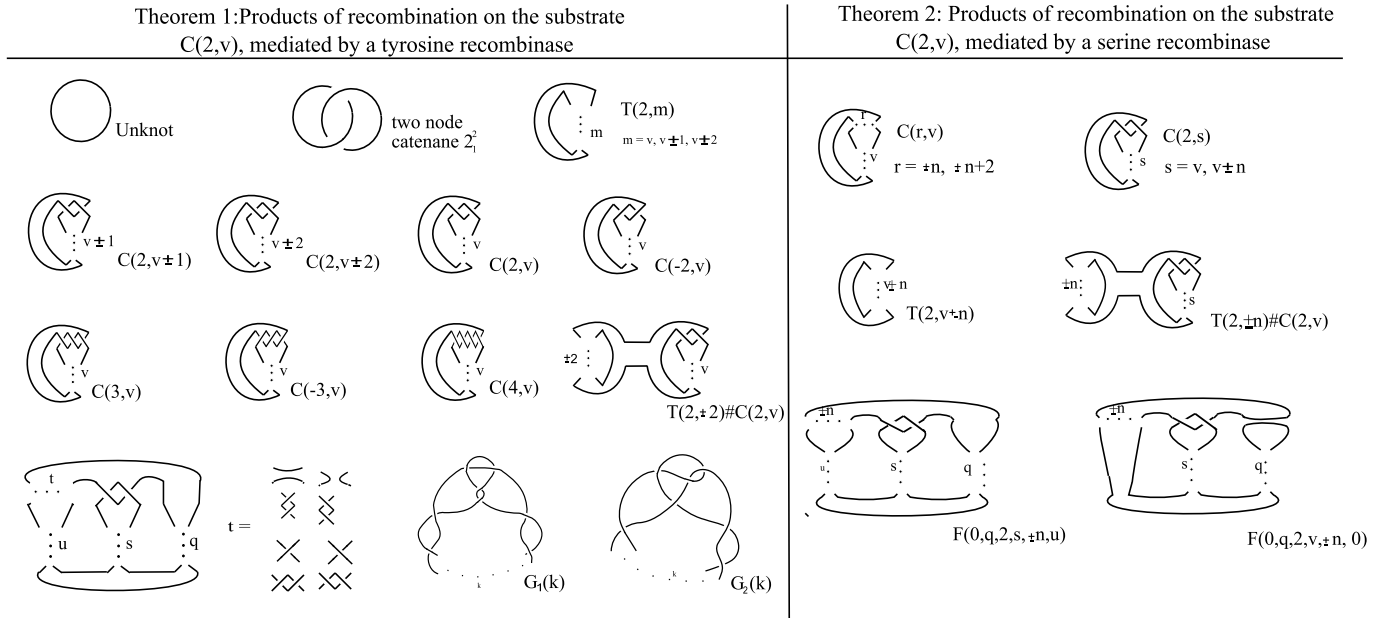 Theorem 1:Products of recombination on the substrate
C(2,v), mediated by a tyrosine recombinase
Unknot
two node
catenane 2²₁
T(2,m)
m
m = v, v±1, v±2
v±1
C(2,v±1)
v±2
C(2,v±2)
v
C(2,v)
v
C(-2,v)
v
C(3,v)
v
C(-3,v)
v
C(4,v)
±2
v
T(2,±2)#C(2,v)
t
u
s
q
t =
k
G₁(k)
k
G₂(k)
Theorem 2: Products of recombination on the substrate
C(2,v), mediated by a serine recombinase
r
v
C(r,v)
r = ±n, ±n+2
s
C(2,s)
s = v, v±n
v±n
T(2,v±n)
±n
s
T(2,±n)#C(2,v)
±n
u
s
q
F(0,q,2,s,±n,u)
±n
s
q
F(0,q,2,v,±n, 0)